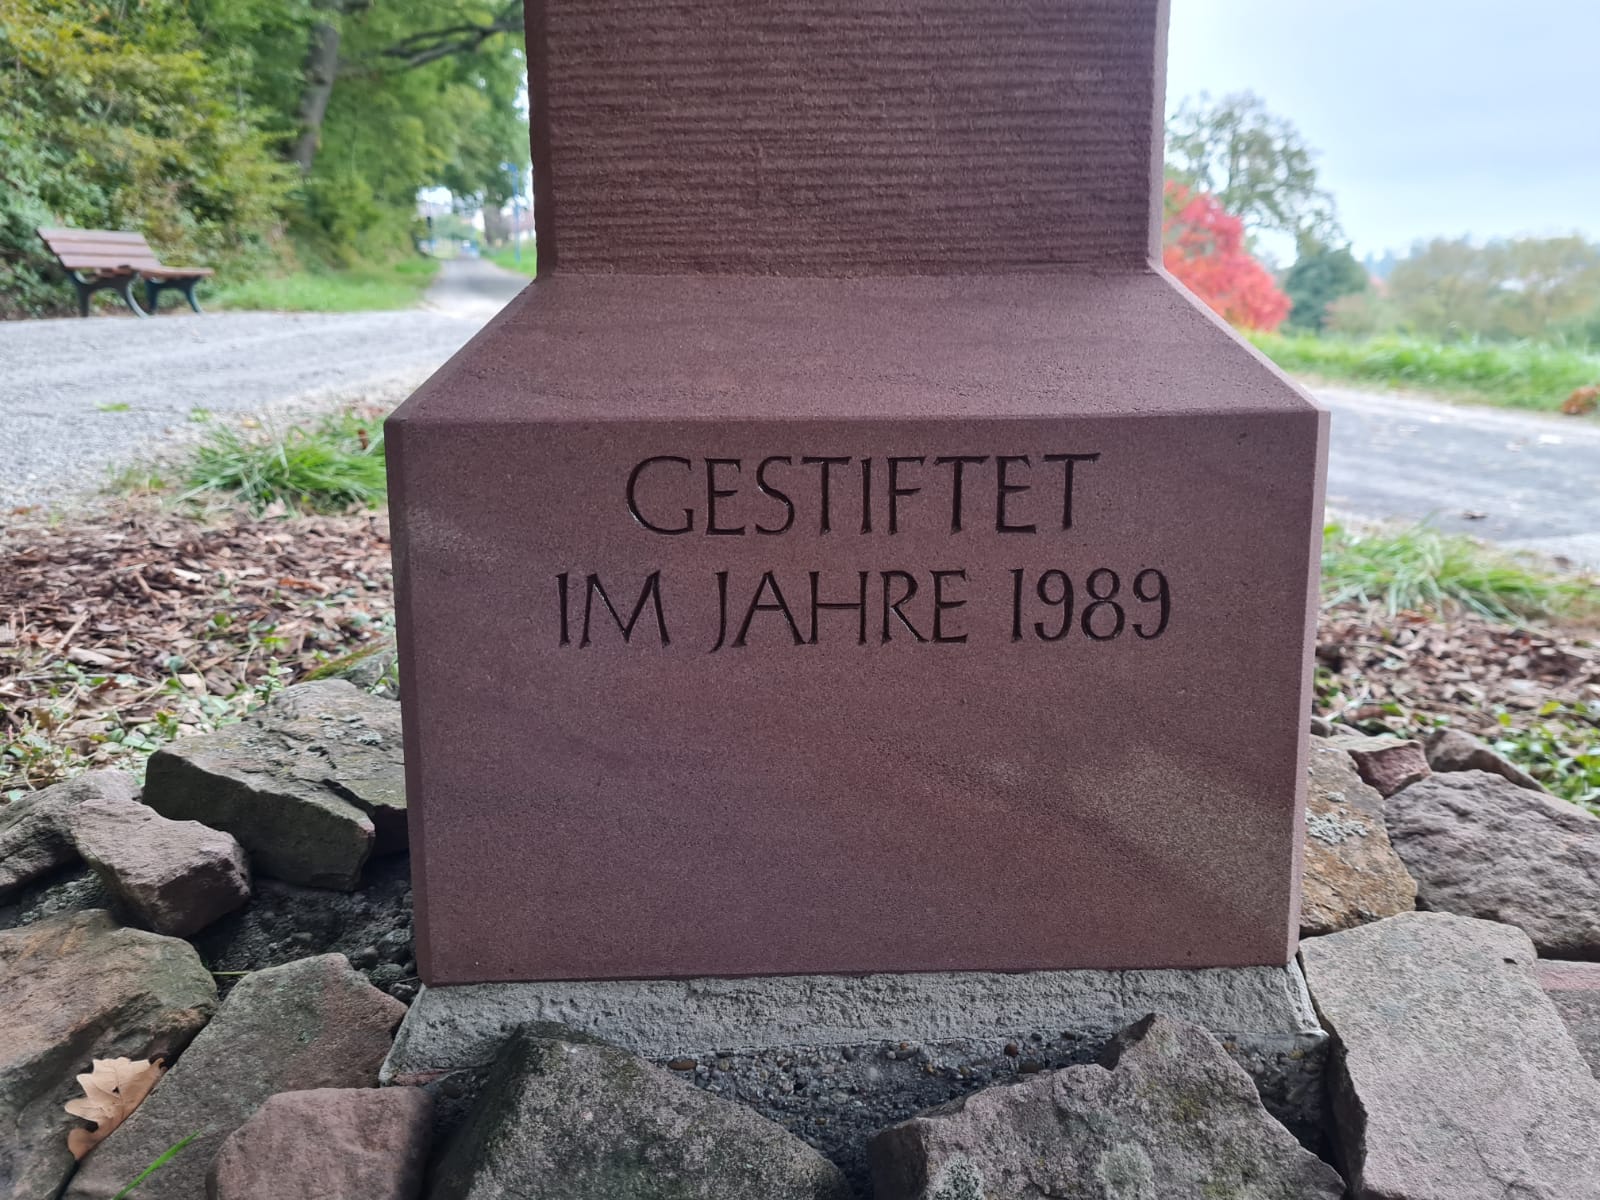 GESTIFTET
IM JAHRE 1989